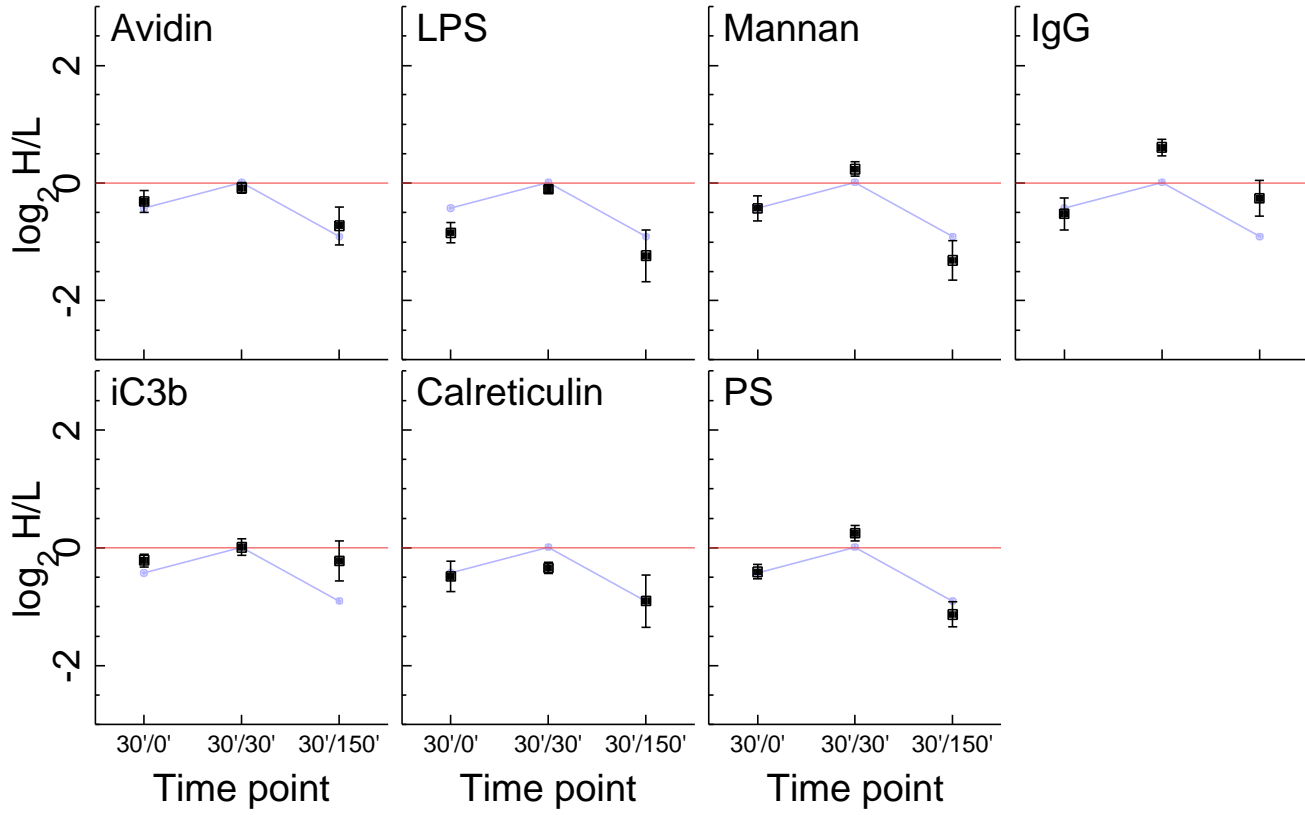 Avidin
LPS
Mannan
IgG
2
0
-2
log2 H/L
iC3b
Calreticulin
PS
2
0
-2
log2 H/L
30'/0' 30'/30' 30'/150'
30'/0' 30'/30' 30'/150'
30'/0' 30'/30' 30'/150'
Time point
Time point
Time point